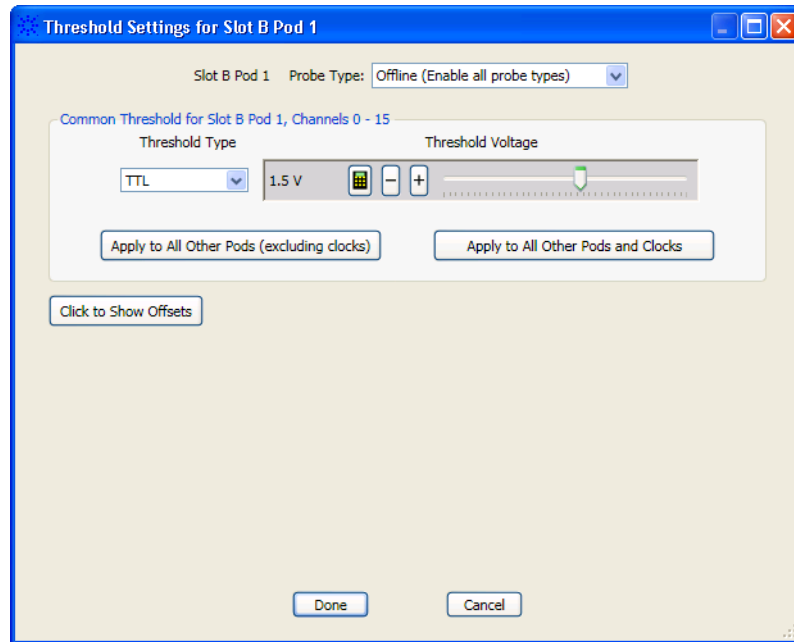 Threshold Settings for Slot B Pod 1
Slot B Pod 1 Probe Type: Offline (Enable all probe types)
Common Threshold for Slot B Pod 1, Channels 0 - 15
Threshold Type Threshold Voltage
TTL 1.5 V − +
Apply to All Other Pods (excluding clocks) Apply to All Other Pods and Clocks
Click to Show Offsets
Done Cancel